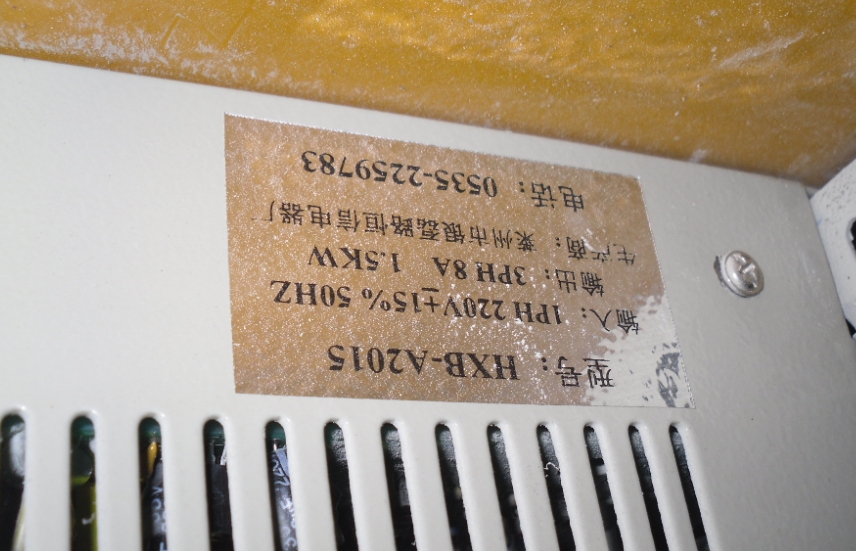 型号：HXB-A2015
输入：1PH 220V±15% 50HZ
输出：3PH 8A 1.5KW
生产商：莱州市银磊路恒信电器厂
电话：0535-2259783